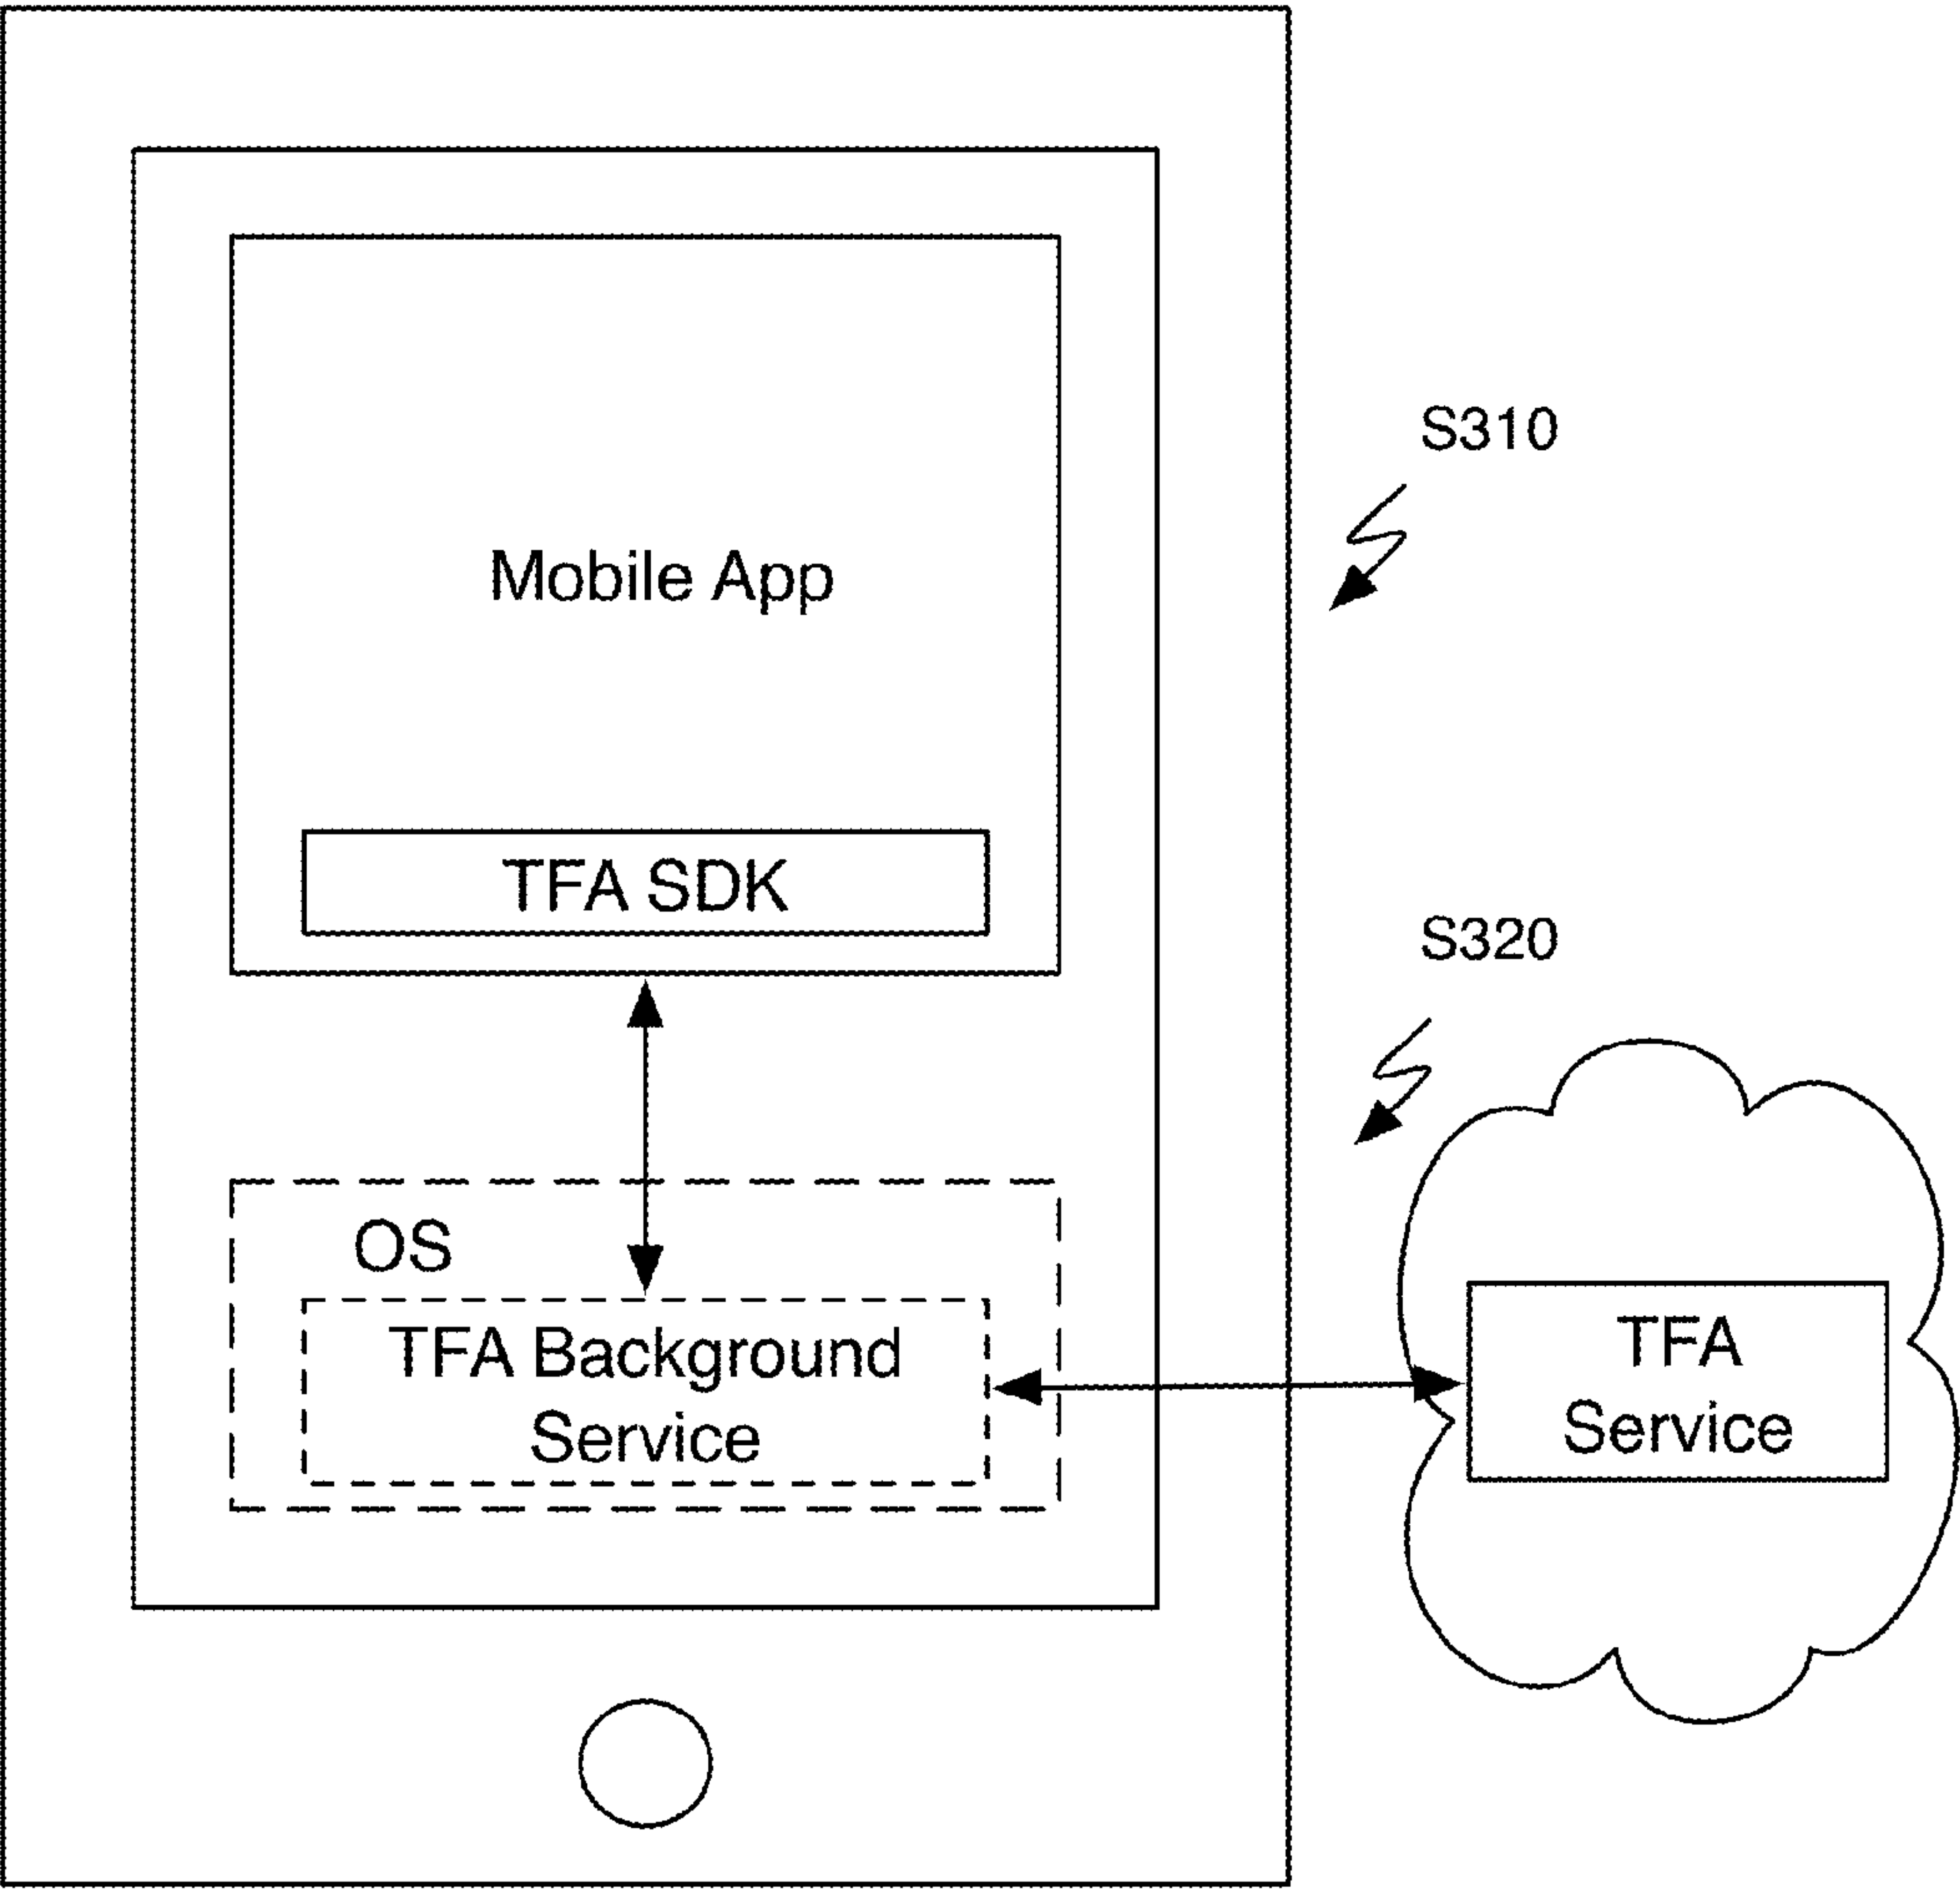 S310
Mobile App
TFA SDK
S320
OS
TFA Background
Service
TFA
Service